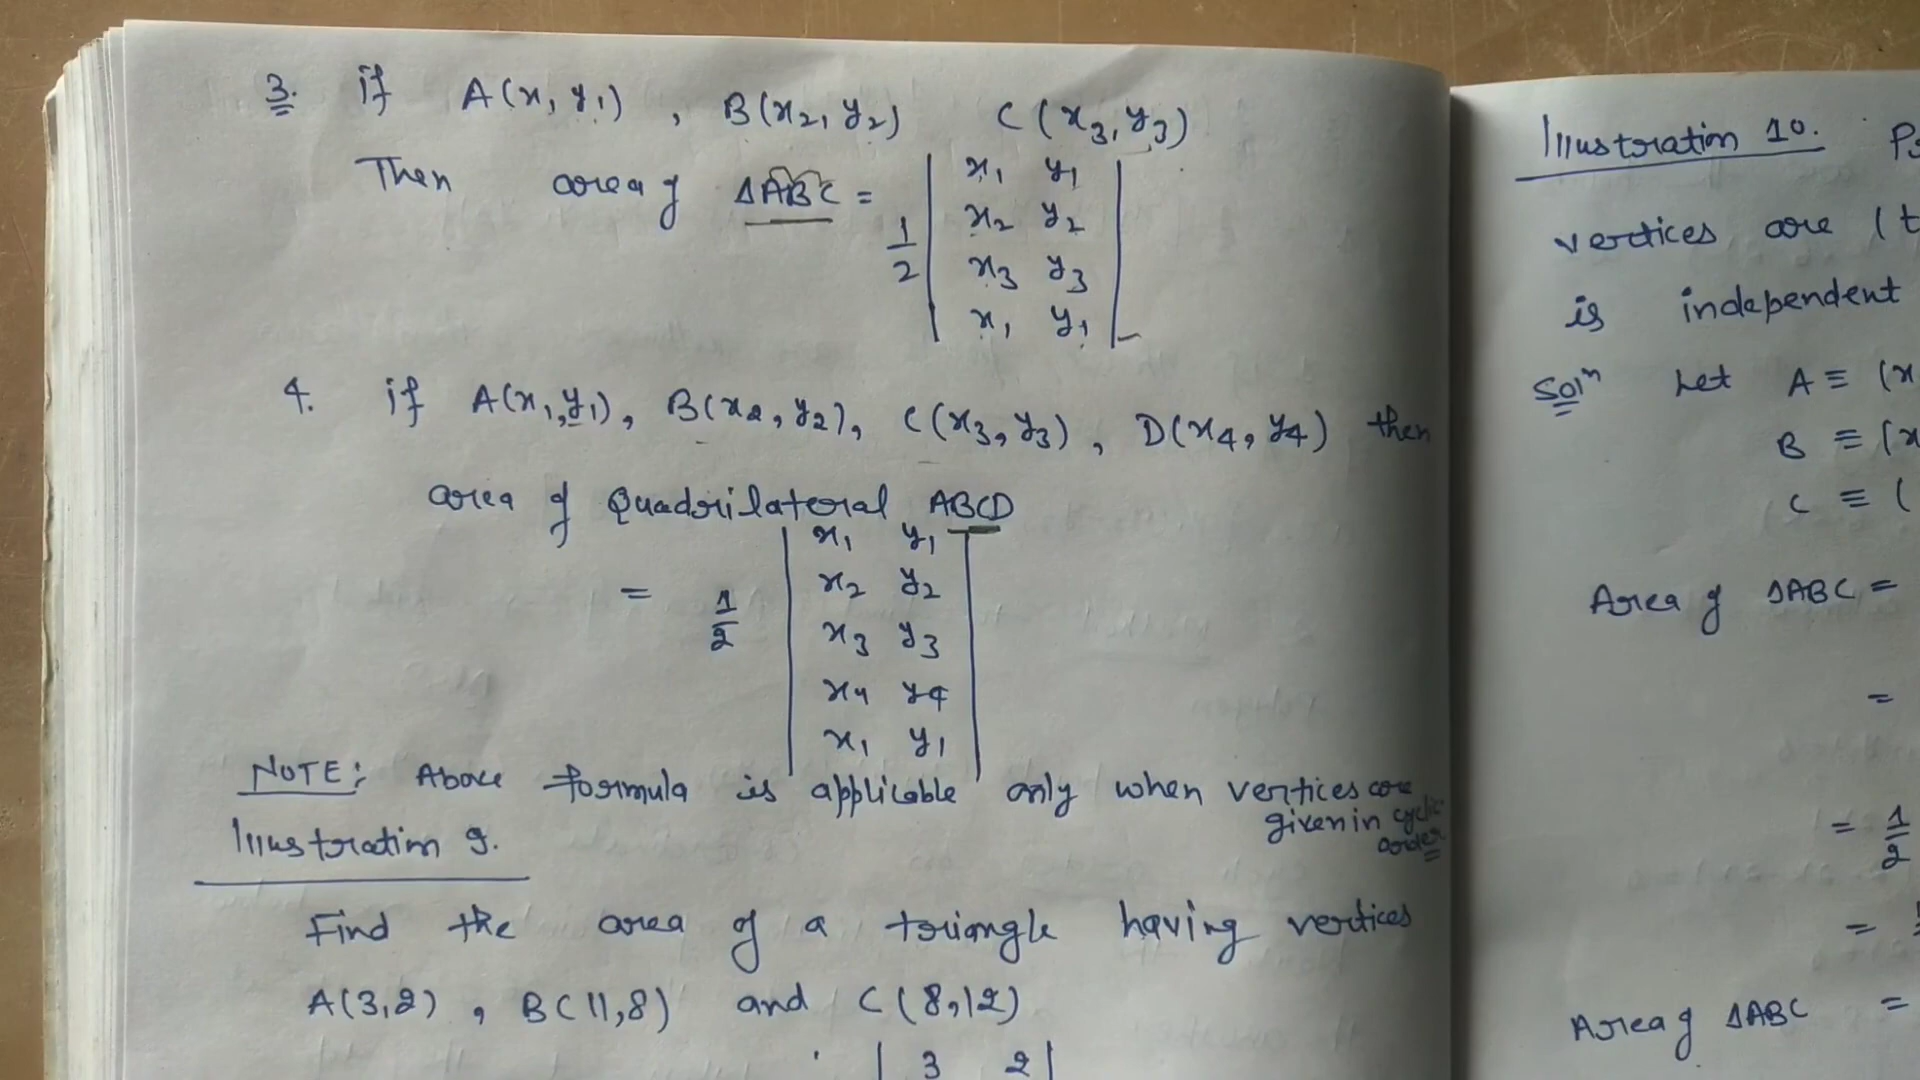 3. if A(x, y1), B(x2, y2) C(x3, y3)
Then area of ΔABC = 1/2 | x1 y1
x2 y2
x3 y3
x1 y1 |
4. if A(x1, y1), B(x2, y2), C(x3, y3), D(x4, y4) then
area of Quadrilateral ABCD
= 1/2 | x1 y1
x2 y2
x3 y3
x4 y4
x1 y1 |
NOTE: Above formula is applicable only when vertices are
given in cyclic
order
Illustration 9.
Find the area of a triangle having vertices
A(3,2), B(11,8) and C(8,12)
| 3 2 |
Illustration 10.
vertices are (t
is independent
Soln Let A ≡ (x
B ≡ (x
C ≡ (
Area of ΔABC =
=
= 1/2
=
Area of ΔABC =